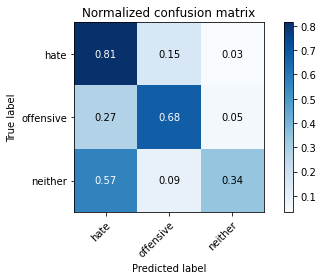 Normalized confusion matrix
True label
hate
0.81 0.15 0.03
offensive
0.27 0.68 0.05
neither
0.57 0.09 0.34
hate offensive neither
Predicted label
0.8
0.7
0.6
0.5
0.4
0.3
0.2
0.1